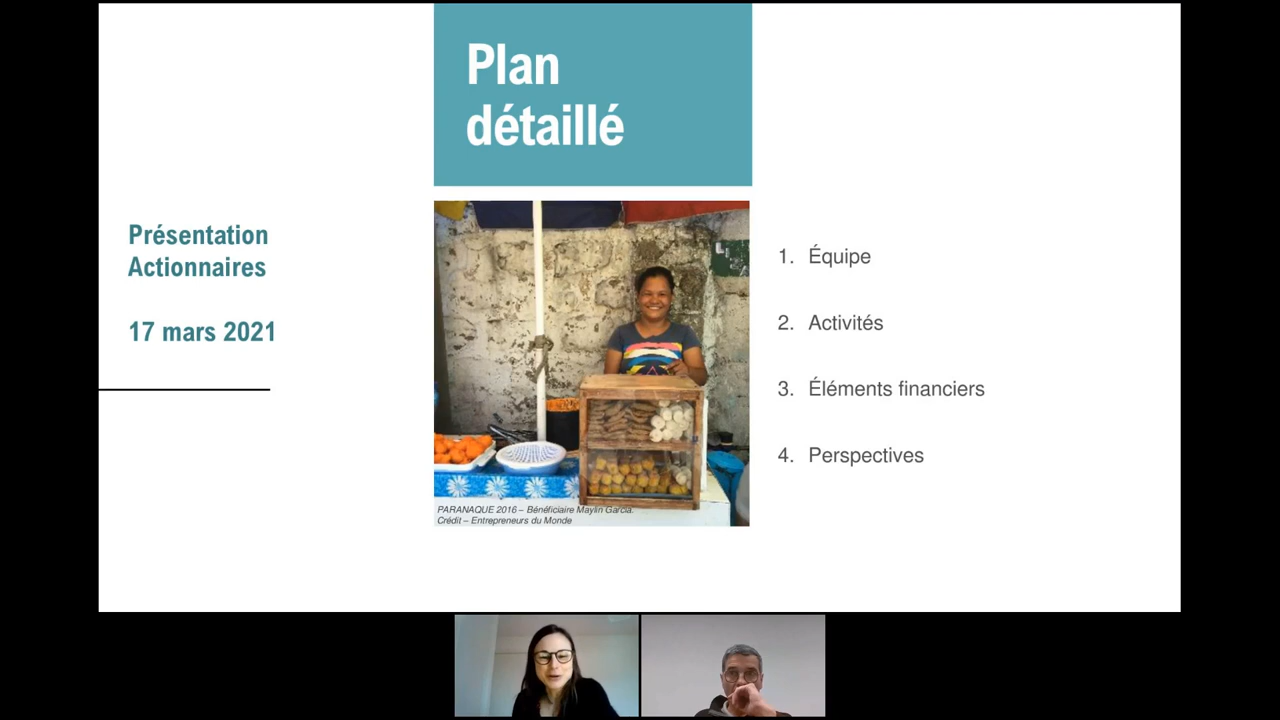 Plan
détaillé
Présentation
Actionnaires
17 mars 2021
1. Équipe
2. Activités
3. Éléments financiers
4. Perspectives
PARANAQUE 2016 – Bénéficiaire Maylin Garcia.
Crédit – Entrepreneurs du Monde